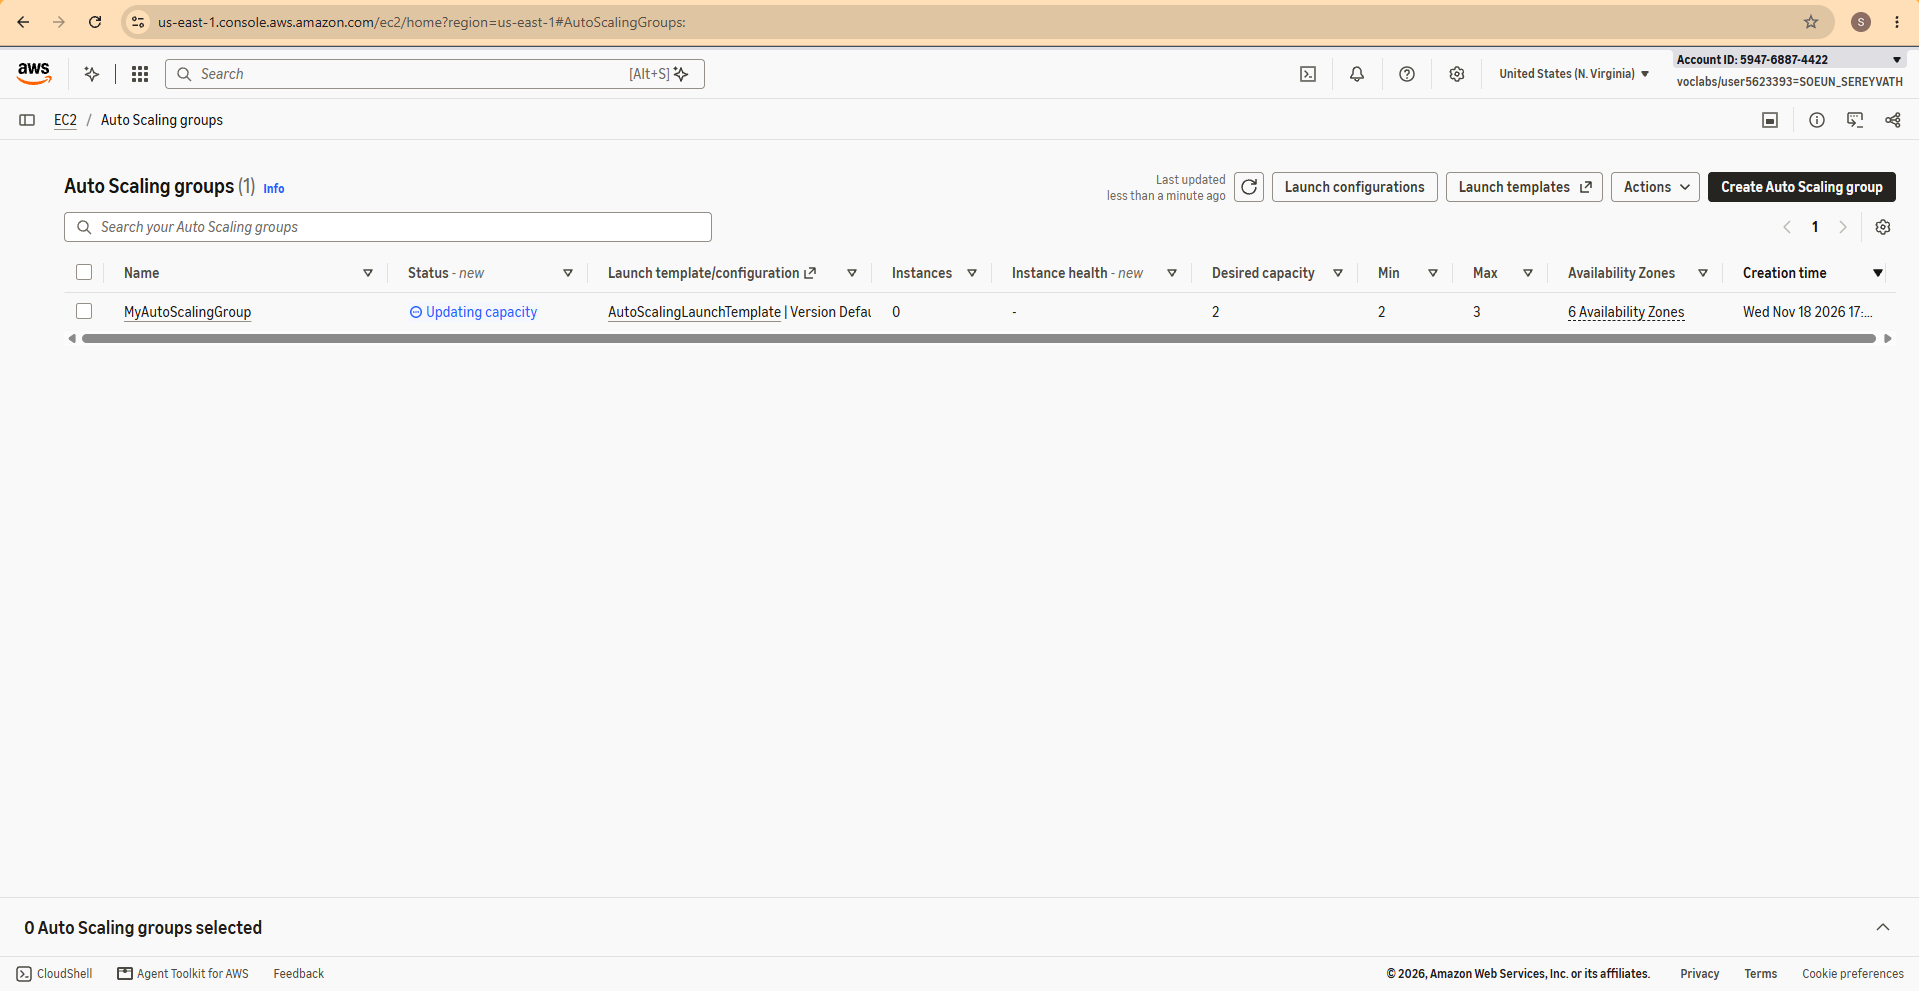 us-east-1.console.aws.amazon.com/ec2/home?region=us-east-1#AutoScalingGroups:
S
aws
Search
[Alt+S]
United States (N. Virginia)
Account ID: 5947-6887-4422
voclabs/user5623393=SOEUN_SEREYVATH
EC2 / Auto Scaling groups
Auto Scaling groups (1) Info
Last updated
less than a minute ago
Launch configurations
Launch templates
Actions
Create Auto Scaling group
Search your Auto Scaling groups
1
Name Status - new Launch template/configuration Instances Instance health - new Desired capacity Min Max Availability Zones Creation time
MyAutoScalingGroup Updating capacity AutoScalingLaunchTemplate | Version Defau 0 - 2 2 3 6 Availability Zones Wed Nov 18 2026 17:...
0 Auto Scaling groups selected
CloudShell Agent Toolkit for AWS Feedback © 2026, Amazon Web Services, Inc. or its affiliates. Privacy Terms Cookie preferences